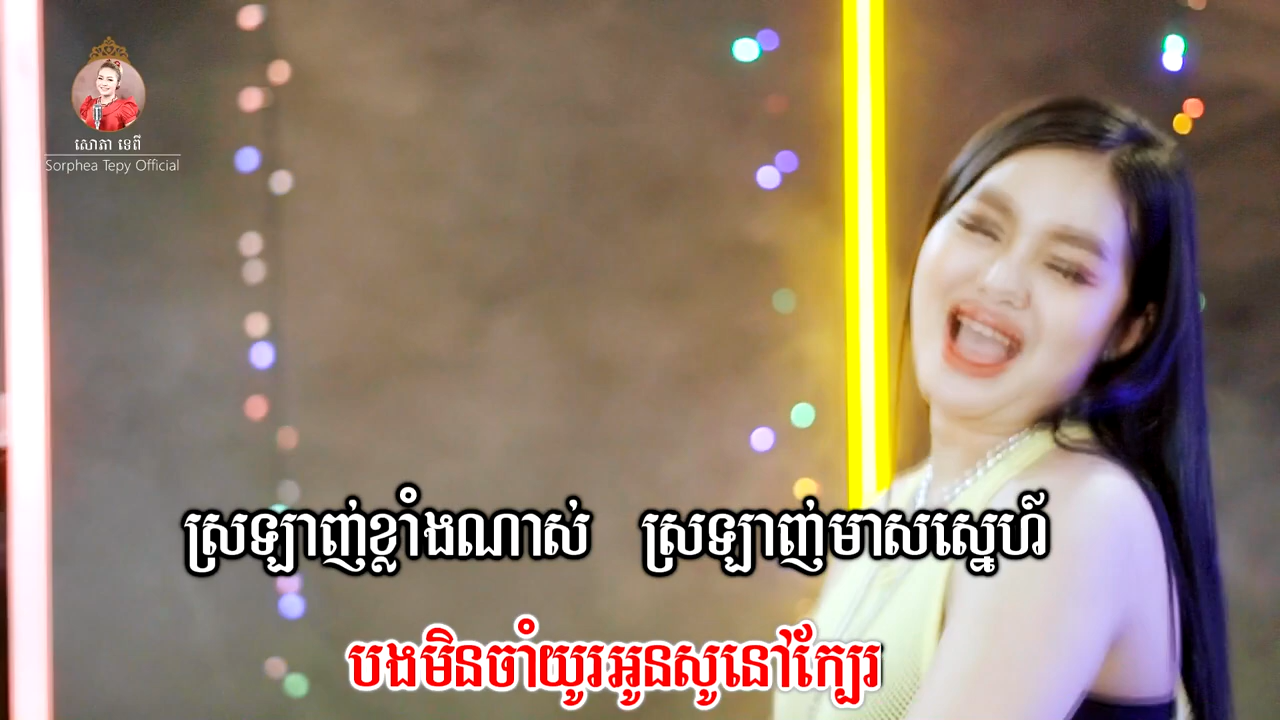 សោភា ទេពី
Sorphea Tepy Official
ស្រឡាញ់ខ្លាំងណាស់ ស្រឡាញ់មាសស្នេហ៍
បងមិនចាំយូរអូនសូនៅក្បែរ